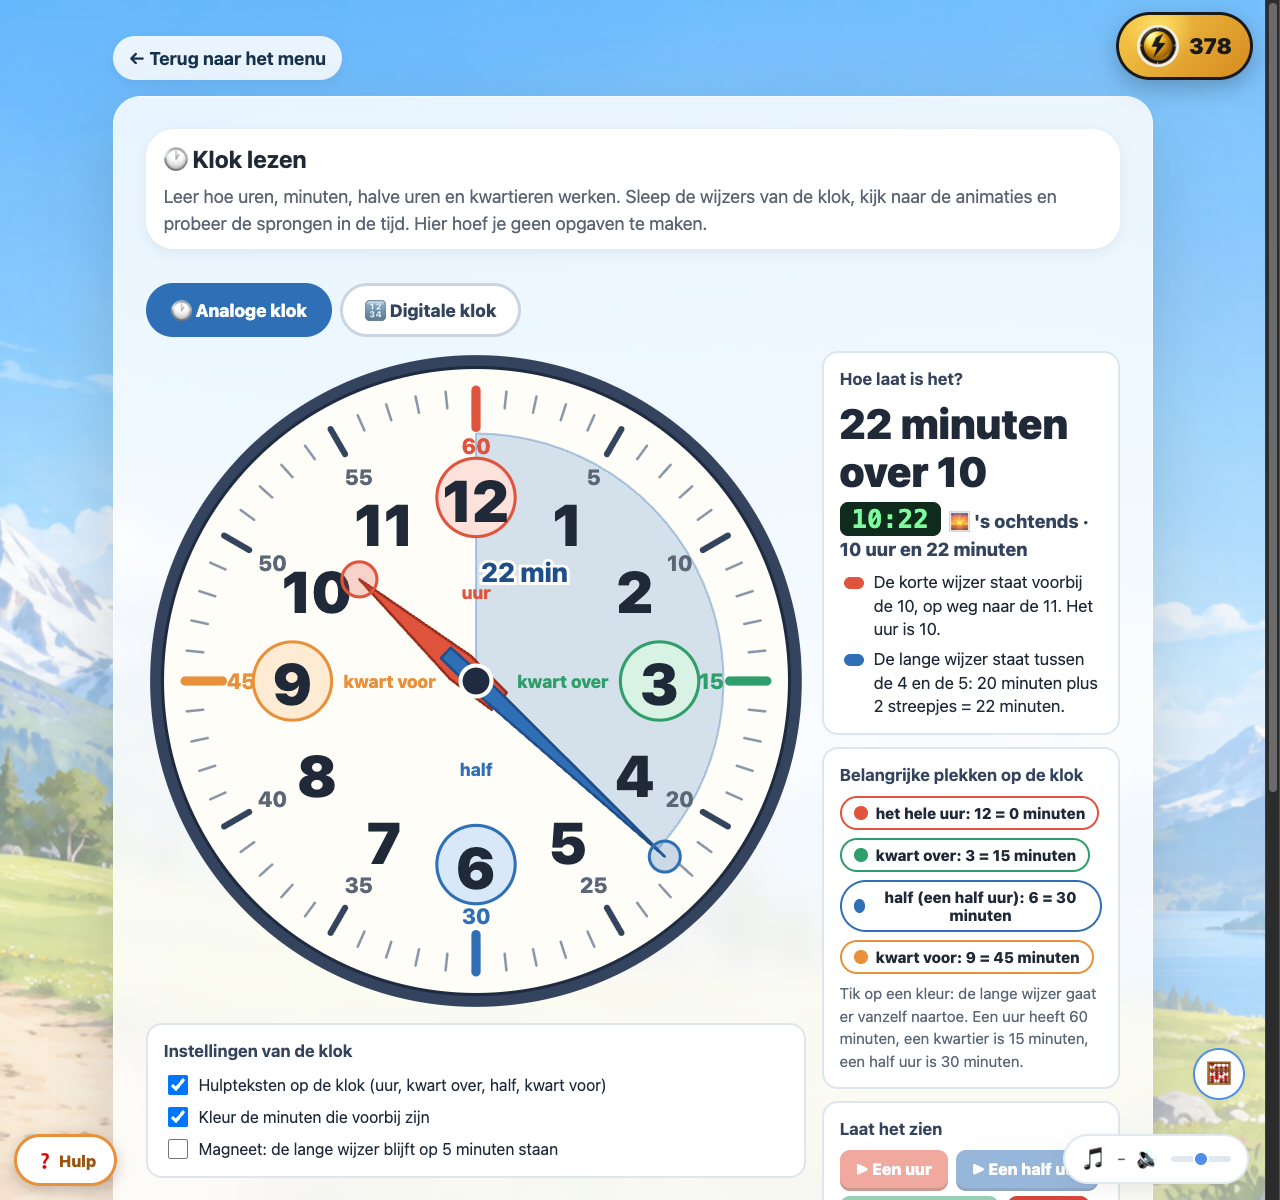 ← Terug naar het menu
378
Klok lezen
Leer hoe uren, minuten, halve uren en kwartieren werken. Sleep de wijzers van de klok, kijk naar de animaties en
probeer de sprongen in de tijd. Hier hoef je geen opgaven te maken.
Analoge klok
Digitale klok
60
12
55
5
11
1
50
10
10
2
22 min
uur
45
9
kwart voor
kwart over
3
15
8
half
4
40
20
7
5
6
35
25
30
Hoe laat is het?
22 minuten
over 10
10:22 's ochtends ·
10 uur en 22 minuten
De korte wijzer staat voorbij
de 10, op weg naar de 11. Het
uur is 10.
De lange wijzer staat tussen
de 4 en de 5: 20 minuten plus
2 streepjes = 22 minuten.
Belangrijke plekken op de klok
het hele uur: 12 = 0 minuten
kwart over: 3 = 15 minuten
half (een half uur): 6 = 30
minuten
kwart voor: 9 = 45 minuten
Tik op een kleur: de lange wijzer gaat
er vanzelf naartoe. Een uur heeft 60
minuten, een kwartier is 15 minuten,
een half uur is 30 minuten.
Instellingen van de klok
Hulpteksten op de klok (uur, kwart over, half, kwart voor)
Kleur de minuten die voorbij zijn
Magneet: de lange wijzer blijft op 5 minuten staan
Laat het zien
Een uur
Een half
Hulp